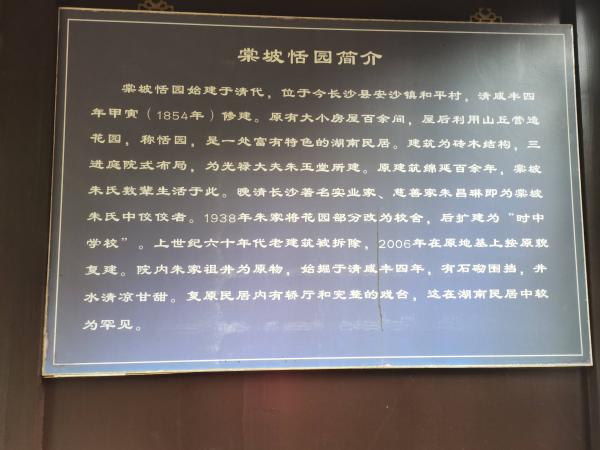 棠坡恬园简介
棠坡恬园始建于清代，位于今长沙县安沙镇和平村，清咸丰四
年甲寅（1854年）修建。原有大小房屋百余间，屋后利用山丘营造
花园，称恬园，是一处富有特色的湖南民居。建筑为砖木结构，三
进庭院式布局，为光禄大夫朱玉堂所建。原建筑绵延百余年，棠坡
朱氏数辈生活于此。晚清长沙著名实业家、慈善家朱昌琳即为棠坡
朱氏中佼佼者。1938年朱家将花园部分改为校舍，后扩建为“时中
学校”。上世纪六十年代老建筑被拆除，2006年在原地基上按原貌
复建。院内朱家祖井为原物，始掘于清咸丰四年，有石砌围挡，井
水清凉甘甜。复原民居内有轿厅和完整的戏台，这在湖南民居中较
为罕见。